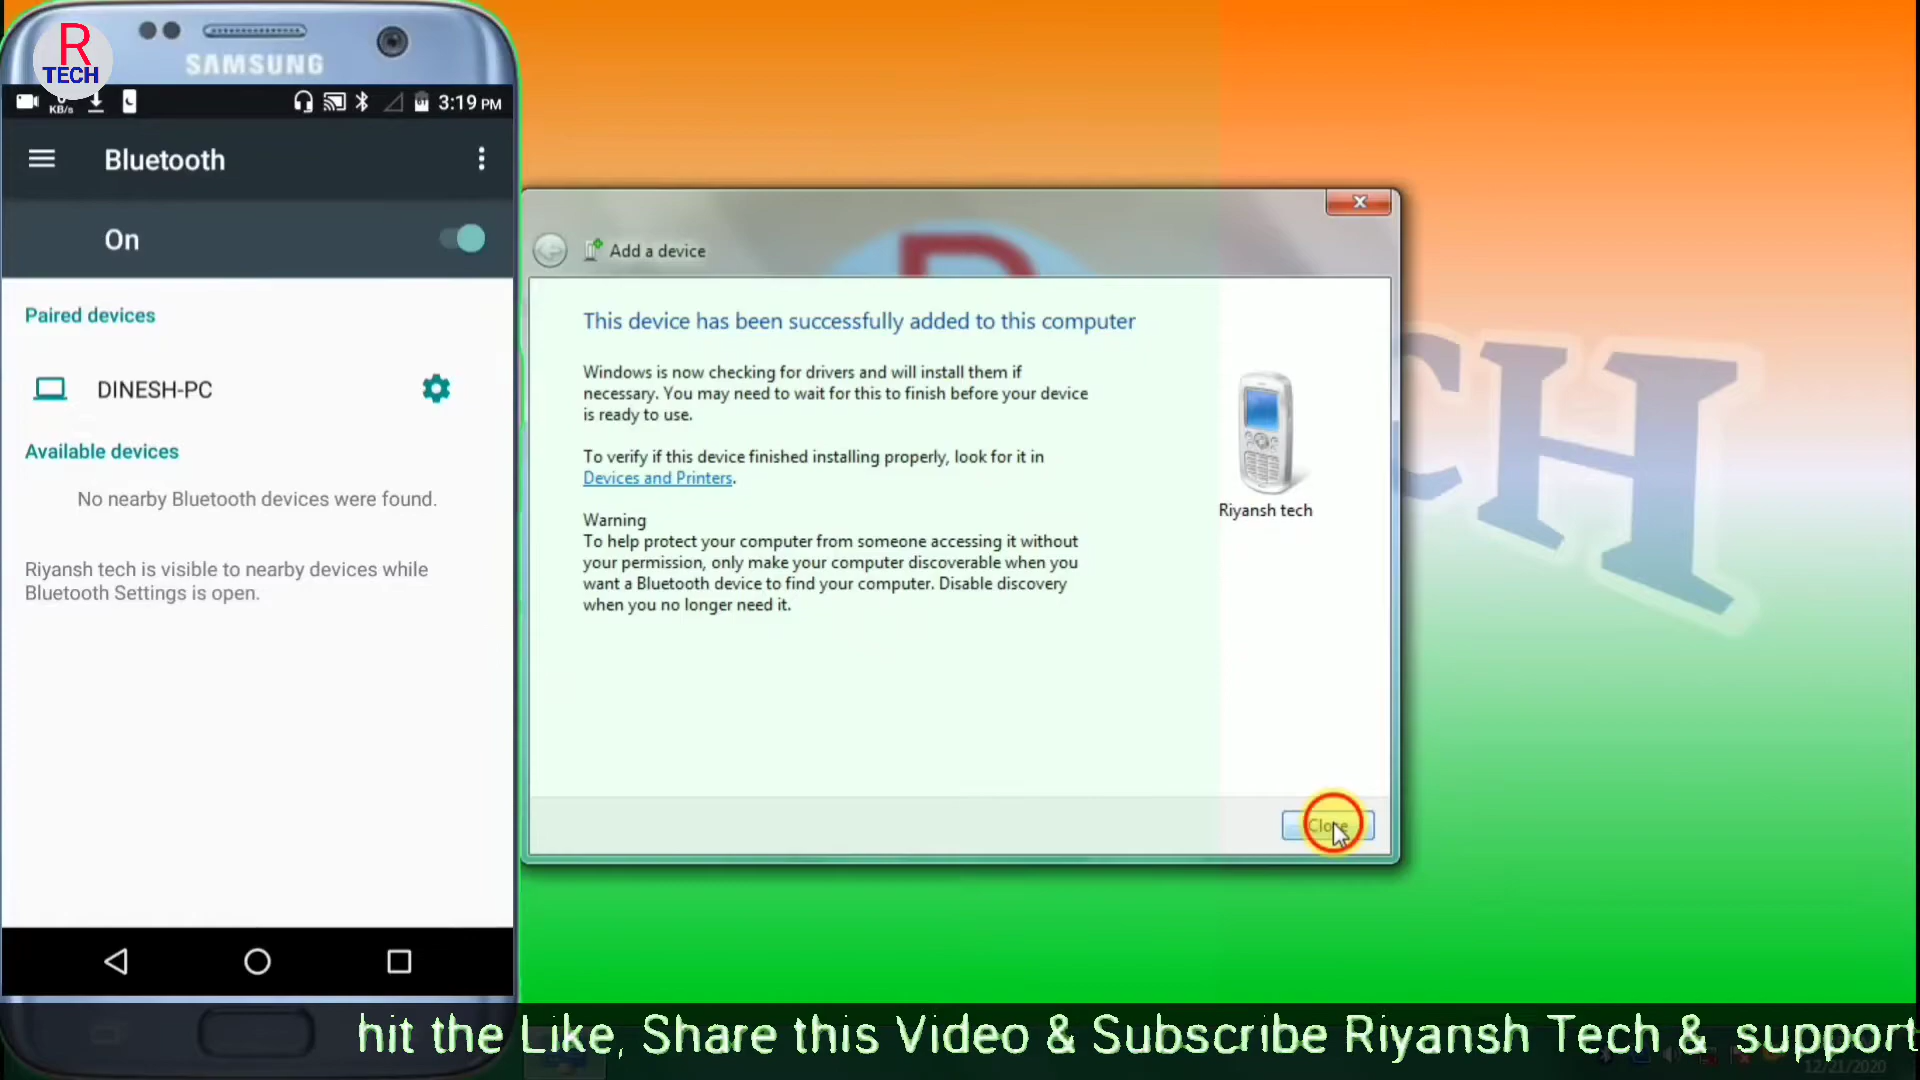 R
TECH
SAMSUNG
KB/s
3:19 PM
Bluetooth
On
Paired devices
DINESH-PC
Available devices
No nearby Bluetooth devices were found.
Riyansh tech is visible to nearby devices while
Bluetooth Settings is open.
Add a device
This device has been successfully added to this computer
Windows is now checking for drivers and will install them if
necessary. You may need to wait for this to finish before your device
is ready to use.
To verify if this device finished installing properly, look for it in
Devices and Printers.
Warning
To help protect your computer from someone accessing it without
your permission, only make your computer discoverable when you
want a Bluetooth device to find your computer. Disable discovery
when you no longer need it.
Riyansh tech
Close
CH
hit the Like, Share this Video & Subscribe Riyansh Tech & support
12/21/2020